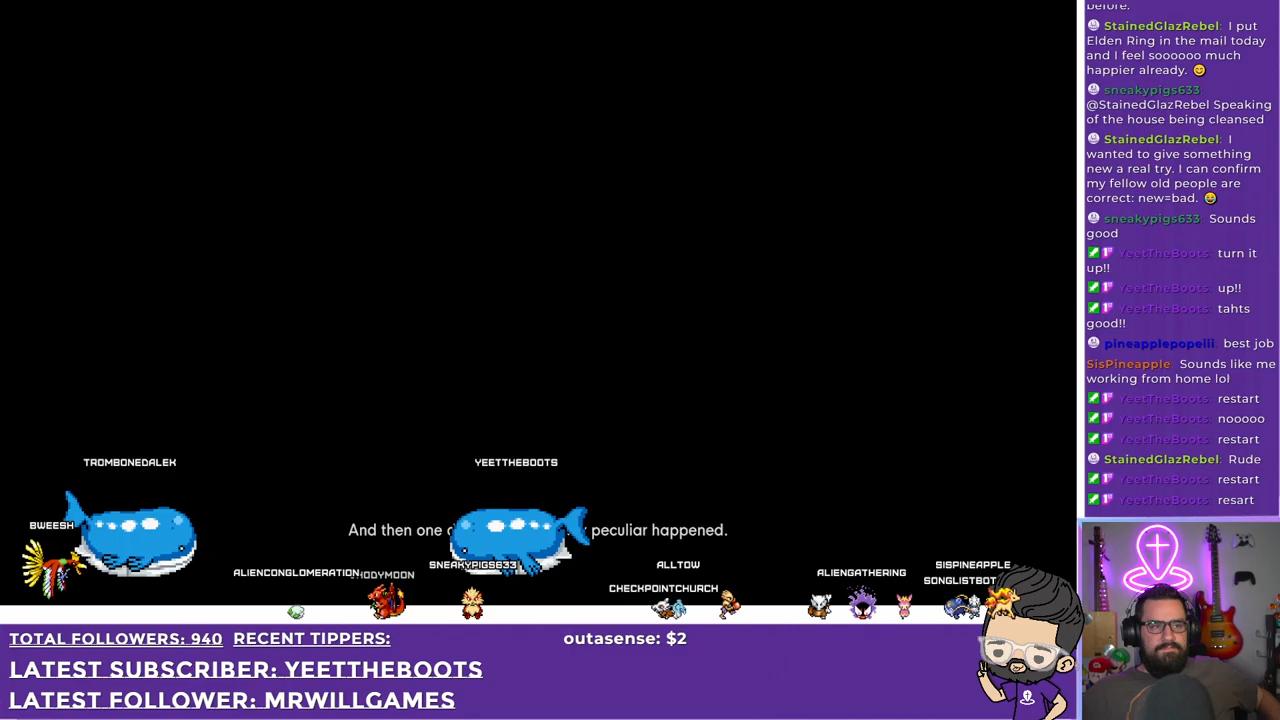 before.
StainedGlazRebel: I put
Elden Ring in the mail today
and I feel soooooo much
happier already. 😊
sneakypigs633
@StainedGlazRebel Speaking
of the house being cleansed
StainedGlazRebel: I
wanted to give something
new a real try. I can confirm
my fellow old people are
correct: new=bad. 😂
sneakypigs633: Sounds
good
YeetTheBoots: turn it
up!!
YeetTheBoots: up!!
YeetTheBoots: tahts
good!!
pineapplepopeiii: best job
SisPineapple: Sounds like me
working from home lol
YeetTheBoots: restart
YeetTheBoots: nooooo
YeetTheBoots: restart
StainedGlazRebel: Rude
YeetTheBoots: restart
YeetTheBoots: resart
TROMBONEDALEK
YEETTHEBOOTS
BWEESH
And then one peculiar happened.
SNEAKYPIGS633
ALLTOW
SISPINEAPPLE
ALIENCONGLOMERATION
ALIENGATHERING
SONGLISTBOT
CHECKPOINTCHURCH
TOTAL FOLLOWERS: 940 RECENT TIPPERS: outasense: $2
LATEST SUBSCRIBER: YEETTHEBOOTS
LATEST FOLLOWER: MRWILLGAMES